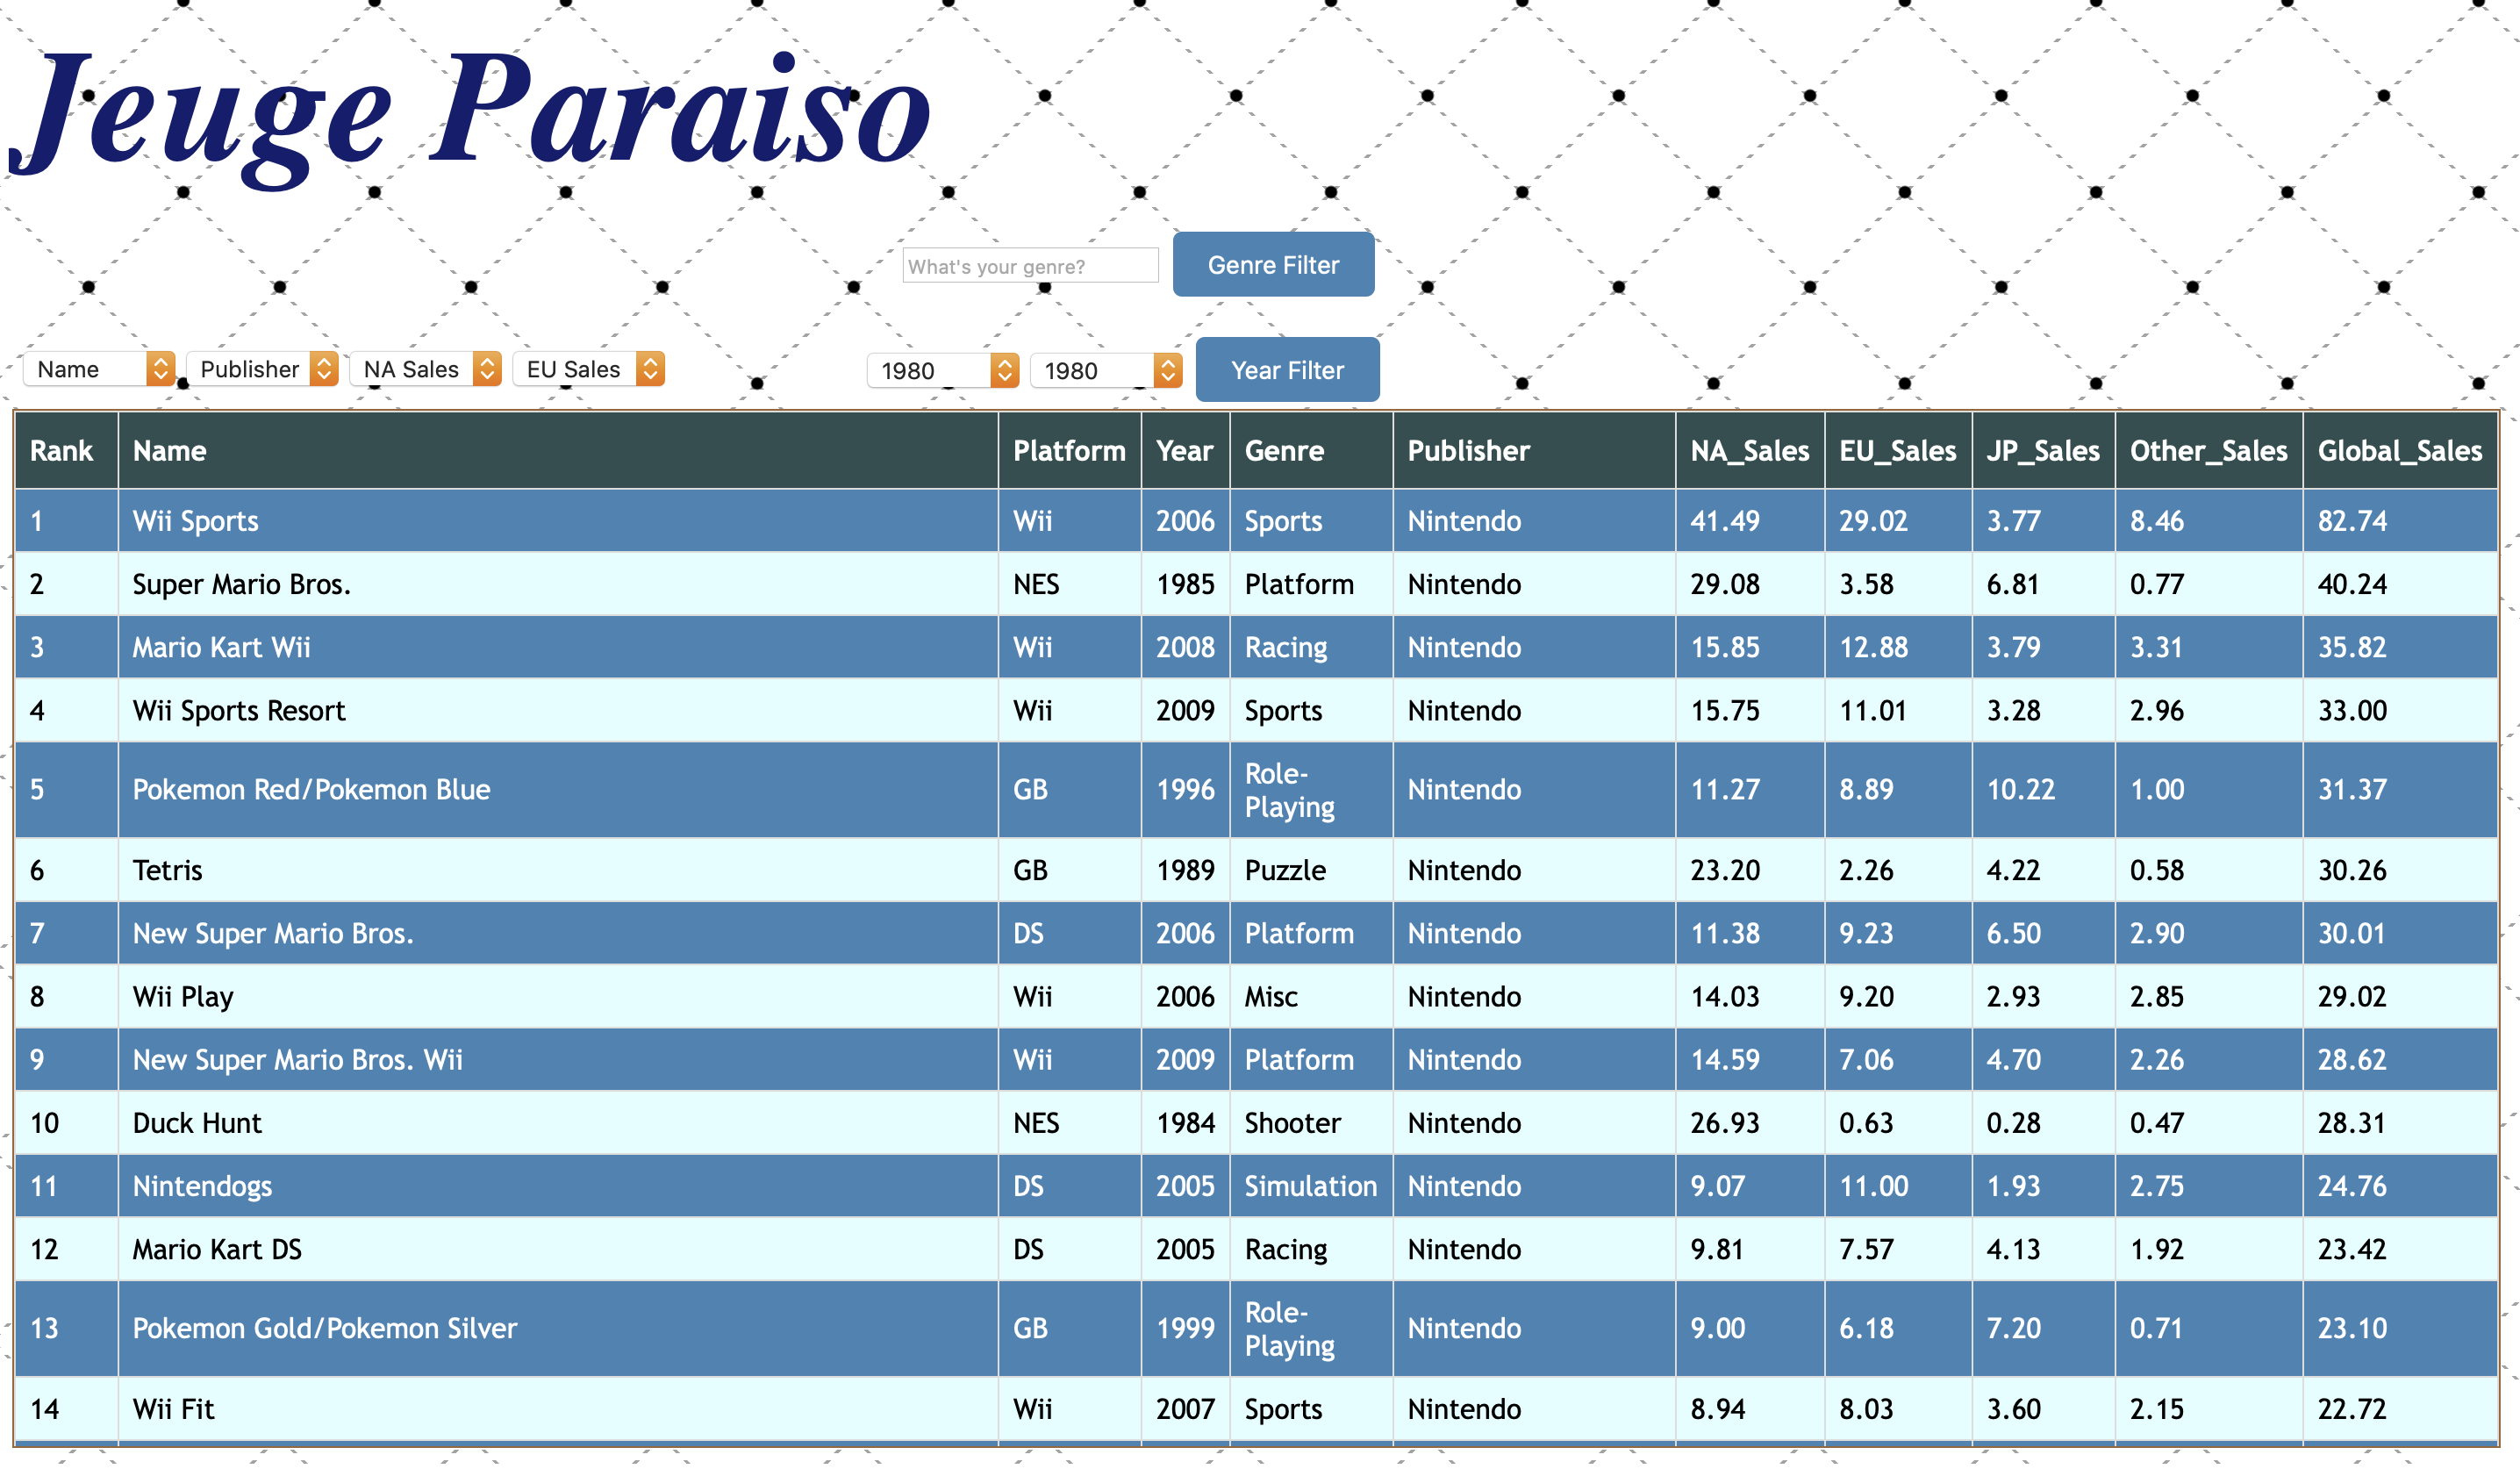 Jeuge Paraiso
What's your genre? Genre Filter
Name Publisher NA Sales EU Sales 1980 1980 Year Filter
Rank Name Platform Year Genre Publisher NA_Sales EU_Sales JP_Sales Other_Sales Global_Sales
1 Wii Sports Wii 2006 Sports Nintendo 41.49 29.02 3.77 8.46 82.74
2 Super Mario Bros. NES 1985 Platform Nintendo 29.08 3.58 6.81 0.77 40.24
3 Mario Kart Wii Wii 2008 Racing Nintendo 15.85 12.88 3.79 3.31 35.82
4 Wii Sports Resort Wii 2009 Sports Nintendo 15.75 11.01 3.28 2.96 33.00
5 Pokemon Red/Pokemon Blue GB 1996 Role-
Playing Nintendo 11.27 8.89 10.22 1.00 31.37
6 Tetris GB 1989 Puzzle Nintendo 23.20 2.26 4.22 0.58 30.26
7 New Super Mario Bros. DS 2006 Platform Nintendo 11.38 9.23 6.50 2.90 30.01
8 Wii Play Wii 2006 Misc Nintendo 14.03 9.20 2.93 2.85 29.02
9 New Super Mario Bros. Wii Wii 2009 Platform Nintendo 14.59 7.06 4.70 2.26 28.62
10 Duck Hunt NES 1984 Shooter Nintendo 26.93 0.63 0.28 0.47 28.31
11 Nintendogs DS 2005 Simulation Nintendo 9.07 11.00 1.93 2.75 24.76
12 Mario Kart DS DS 2005 Racing Nintendo 9.81 7.57 4.13 1.92 23.42
13 Pokemon Gold/Pokemon Silver GB 1999 Role-
Playing Nintendo 9.00 6.18 7.20 0.71 23.10
14 Wii Fit Wii 2007 Sports Nintendo 8.94 8.03 3.60 2.15 22.72